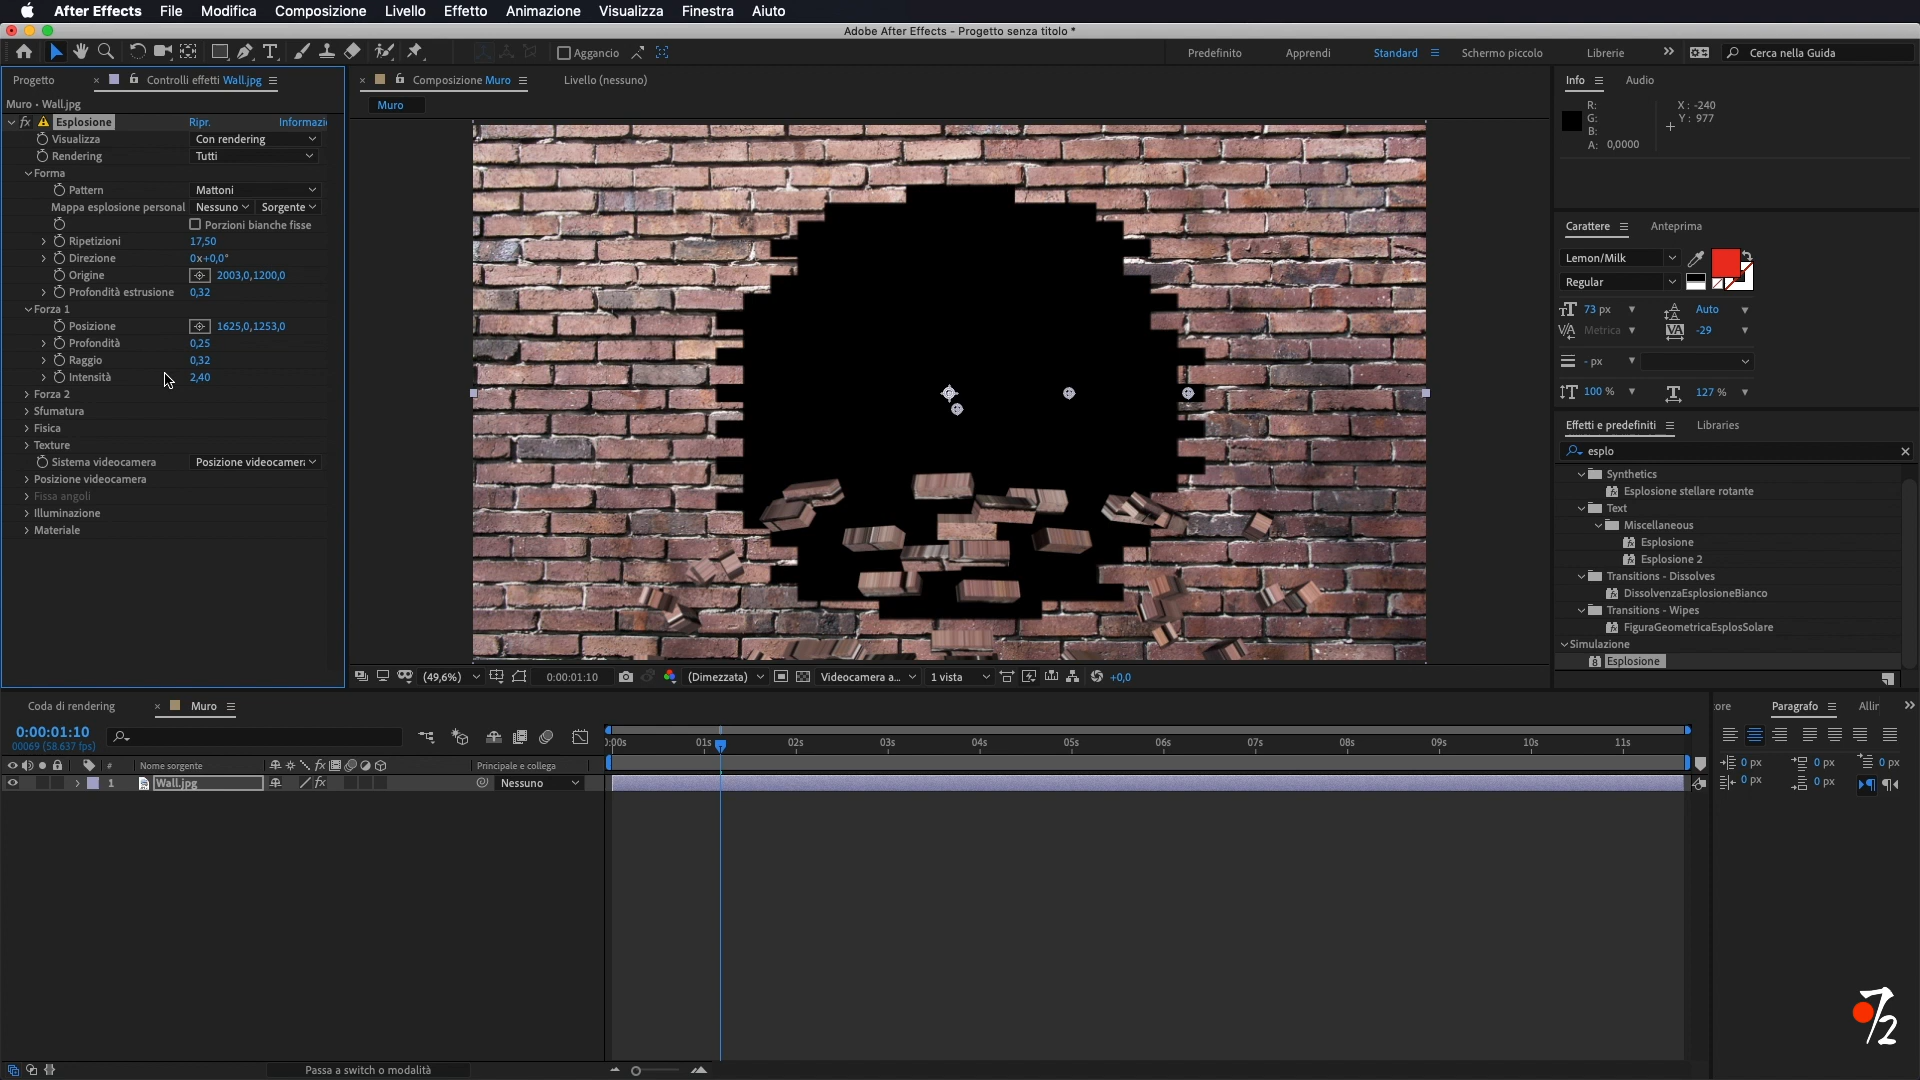 After Effects File Modifica Composizione Livello Effetto Animazione Visualizza Finestra Aiuto
Adobe After Effects - Progetto senza titolo *
Aggancio
Predefinito Apprendi Standard Schermo piccolo Librerie Cerca nella Guida
Progetto Controlli effetti Wall.jpg
Muro • Wall.jpg
fx Esplosione Ripr. Informazi
Visualizza Con rendering
Rendering Tutti
Forma
Pattern Mattoni
Mappa esplosione personal Nessuno Sorgente
Porzioni bianche fisse
Ripetizioni 17,50
Direzione 0x+0,0°
Origine 2003,0,1200,0
Profondità estrusione 0,32
Forza 1
Posizione 1625,0,1253,0
Profondità 0,25
Raggio 0,32
Intensità 2,40
Forza 2
Sfumatura
Fisica
Texture
Sistema videocamera Posizione videocamera
Posizione videocamera
Fissa angoli
Illuminazione
Materiale
Composizione Muro Livello (nessuno)
Muro
(49,6%) 0:00:01:10 (Dimezzata) Videocamera a... 1 vista +0,0
Info Audio
R: X: -240
G: Y: 977
B:
A: 0,0000
Carattere Anteprima
Lemon/Milk
Regular
73 px Auto
Metrica -29
- px
100 % 127 %
Effetti e predefiniti Libraries
esplo
Synthetics
Esplosione stellare rotante
Text
Miscellaneous
Esplosione
Esplosione 2
Transitions - Dissolves
DissolvenzaEsplosioneBianco
Transitions - Wipes
FiguraGeometricaEsplosSolare
Simulazione
Esplosione
Coda di rendering Muro
0:00:01:10
00069 (58.637 fps)
# Nome sorgente fx Principale e collega
1 Wall.jpg fx Nessuno
):00s 01s 02s 03s 04s 05s 06s 07s 08s 09s 10s 11s
ore Paragrafo Allir
0 px 0 px 0 px
0 px 0 px
Passa a switch o modalità
7/2